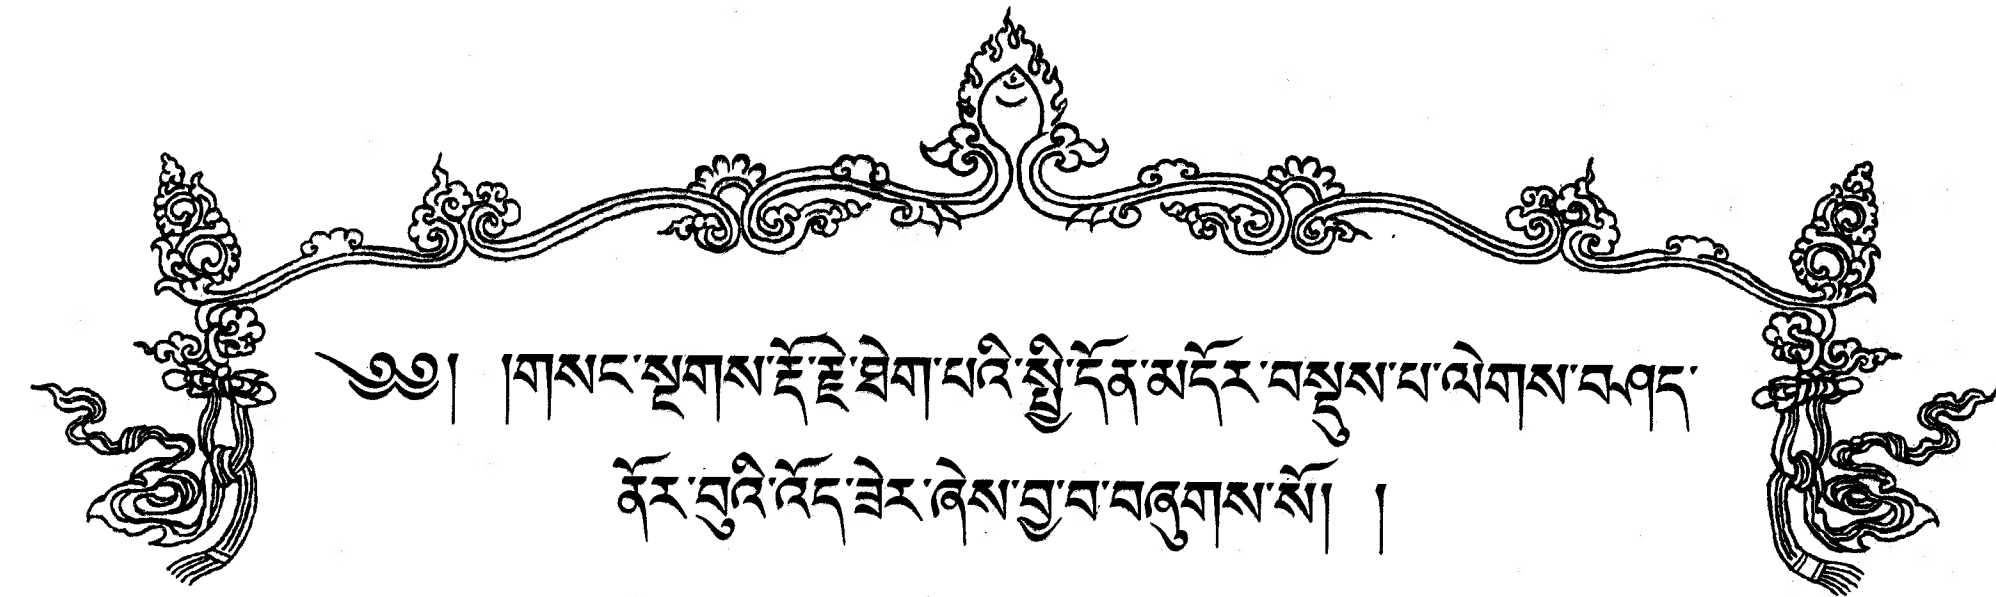 ༄༅། །གསང་སྔགས་རྡོ་རྗེ་ཐེག་པའི་སྤྱི་དོན་མདོར་བསྡུས་པ་ལེགས་བཤད་
ནོར་བུའི་འོད་ཟེར་ཞེས་བྱ་བ་བཞུགས་སོ། །